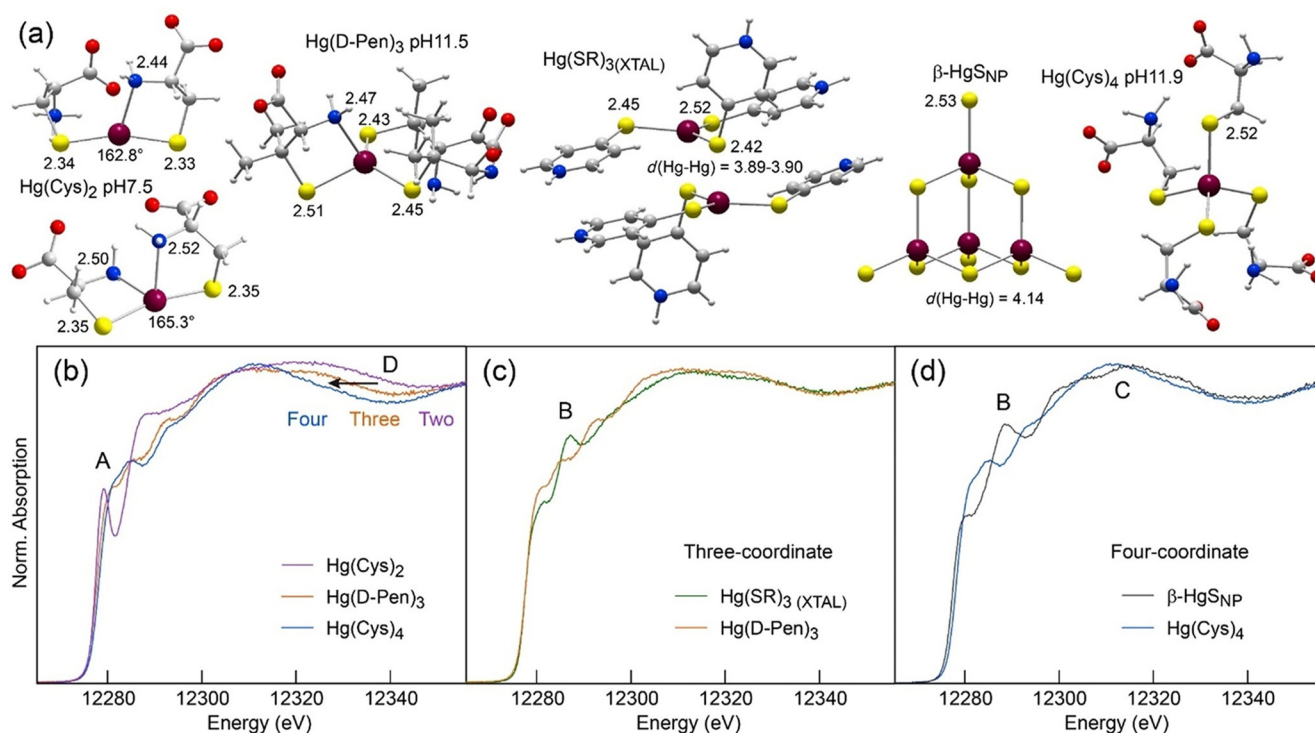 (a)
Hg(Cys)2 pH7.5
2.44
2.34
162.8°
2.33
2.50
2.52
2.35
165.3°
2.35
Hg(D-Pen)3 pH11.5
2.47
2.43
2.51
2.45
Hg(SR)3(XTAL)
2.45
2.52
2.42
d(Hg-Hg) = 3.89-3.90
β-HgSNP
2.53
d(Hg-Hg) = 4.14
Hg(Cys)4 pH11.9
2.52
(b)
A
D
Four Three Two
Hg(Cys)2
Hg(D-Pen)3
Hg(Cys)4
Norm. Absorption
12280 12300 12320 12340
Energy (eV)
(c)
B
Three-coordinate
Hg(SR)3 (XTAL)
Hg(D-Pen)3
12280 12300 12320 12340
Energy (eV)
(d)
B
C
Four-coordinate
β-HgSNP
Hg(Cys)4
12280 12300 12320 12340
Energy (eV)